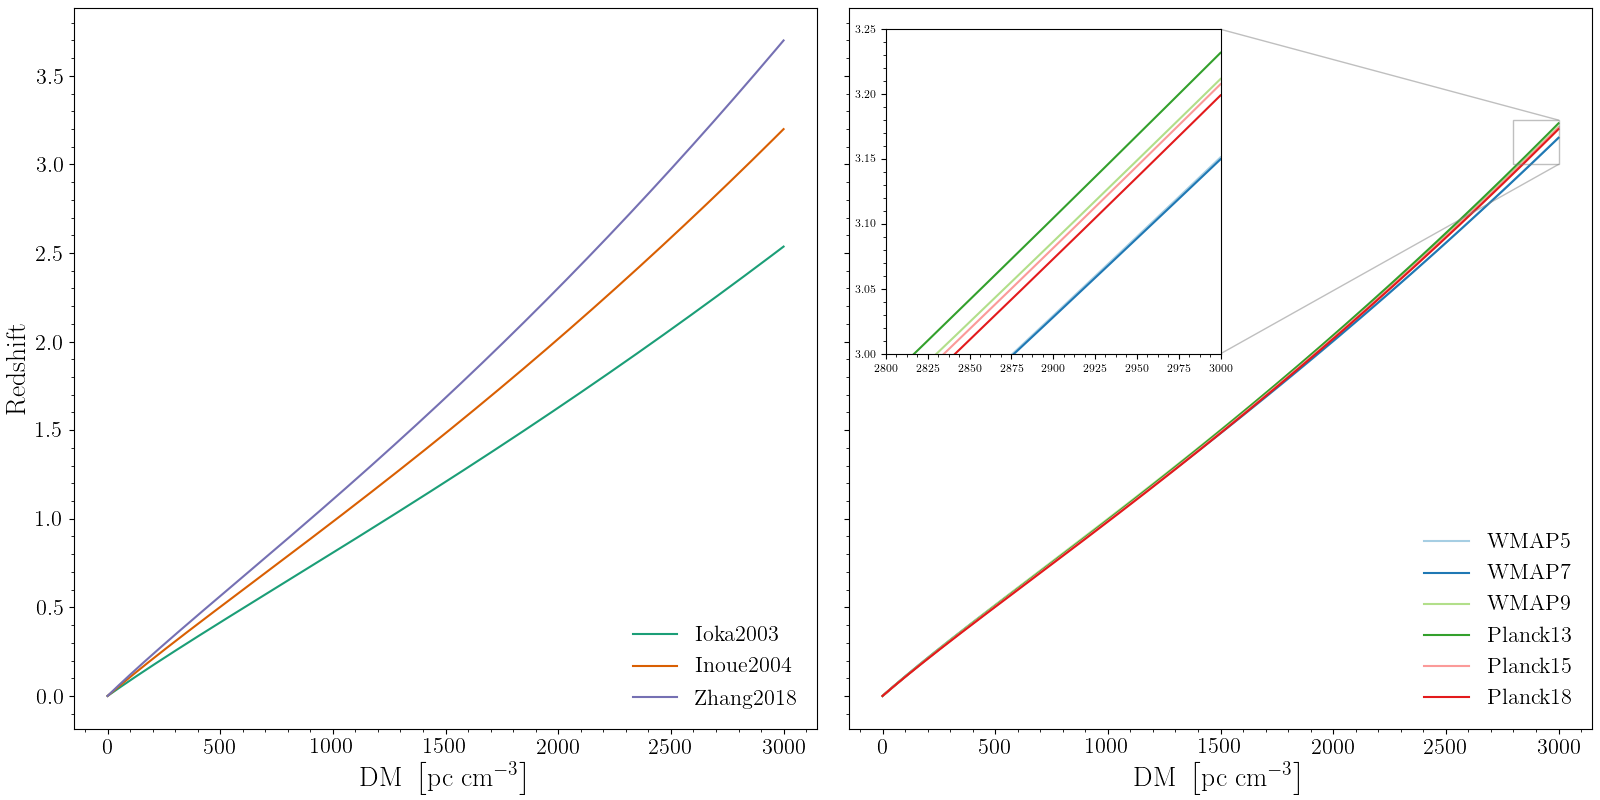 Redshift
3.5
3.0
2.5
2.0
1.5
1.0
0.5
0.0
0 500 1000 1500 2000 2500 3000
DM [pc cm⁻³]
Ioka2003
Inoue2004
Zhang2018
3.25
3.20
3.15
3.10
3.05
3.00
2800 2825 2850 2875 2900 2925 2950 2975 3000
WMAP5
WMAP7
WMAP9
Planck13
Planck15
Planck18
0 500 1000 1500 2000 2500 3000
DM [pc cm⁻³]